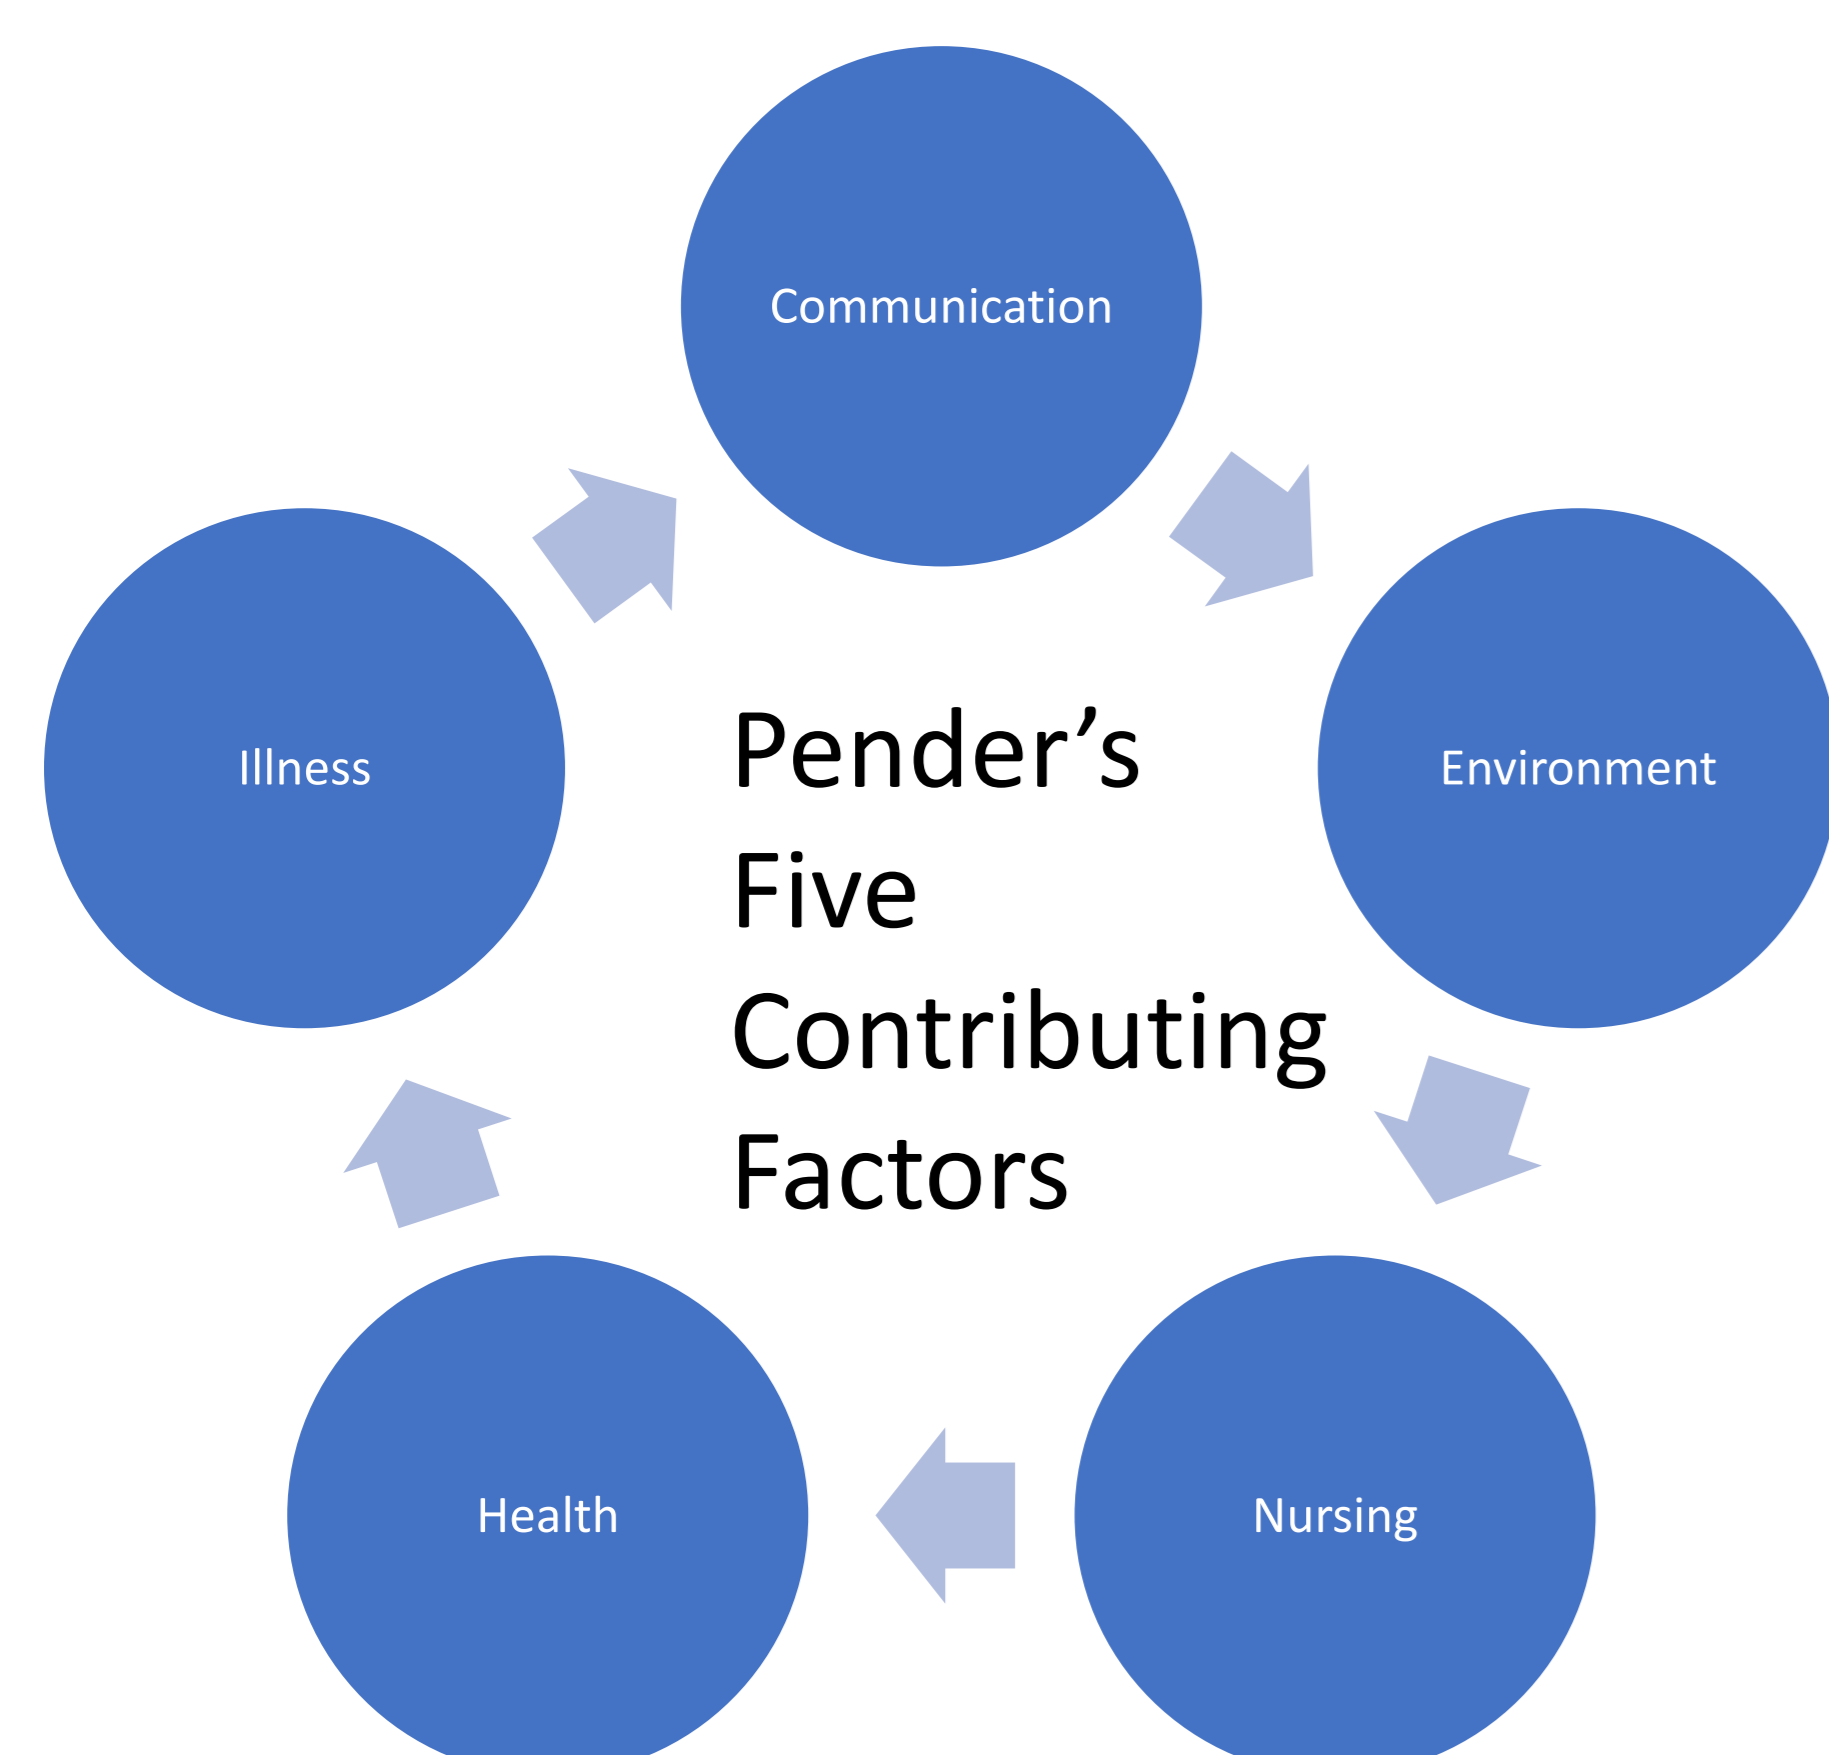 Communication
Illness
Environment
Pender’s
Five
Contributing
Factors
Health
Nursing